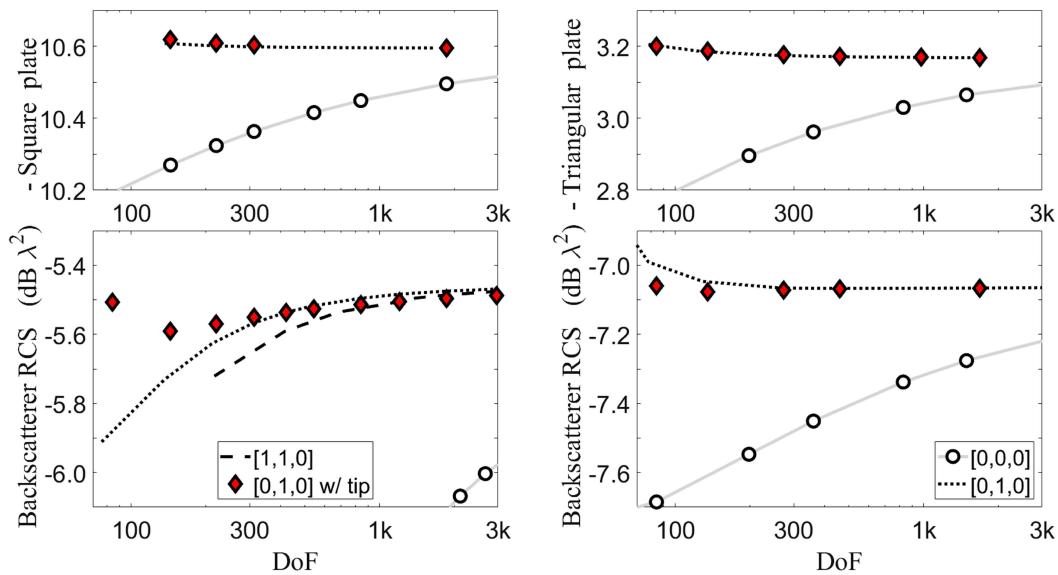 10.6
10.4
10.2
100
300
1k
3k
- Square plate
3.2
3.0
2.8
100
300
1k
3k
- Triangular plate
-5.4
-5.6
-5.8
-6.0
100
300
1k
3k
Backscatterer RCS (dB λ²)
DoF
[1,1,0]
[0,1,0] w/ tip
-7.0
-7.2
-7.4
-7.6
100
300
1k
3k
Backscatterer RCS (dB λ²)
DoF
[0,0,0]
[0,1,0]